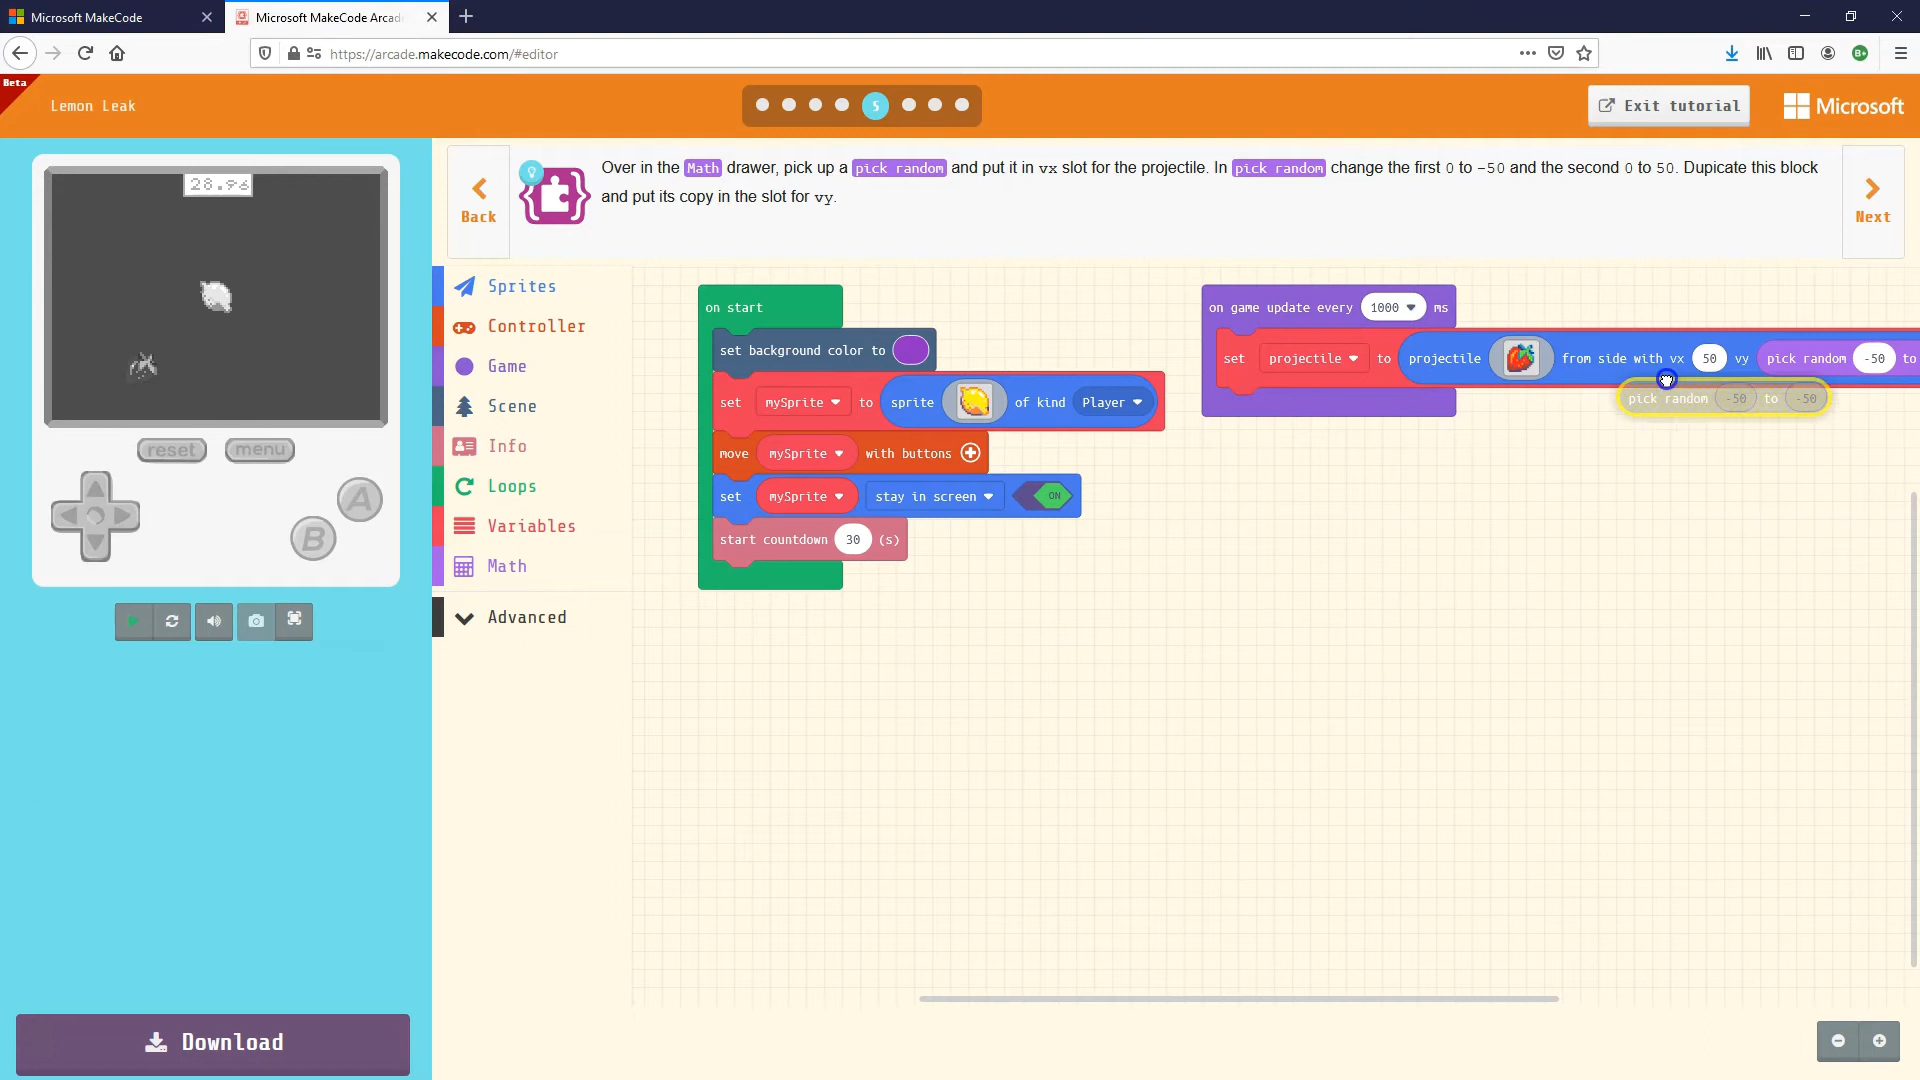 Microsoft MakeCode
Microsoft MakeCode Arcad
https://arcade.makecode.com/#editor
Beta
Lemon Leak
5
Exit tutorial
Microsoft
Back
Over in the Math drawer, pick up a pick random and put it in vx slot for the projectile. In pick random change the first 0 to -50 and the second 0 to 50. Dupicate this block
and put its copy in the slot for vy.
Next
28.96
reset
menu
A
B
Download
Sprites
Controller
Game
Scene
Info
Loops
Variables
Math
Advanced
on start
set background color to
set mySprite to sprite of kind Player
move mySprite with buttons
set mySprite stay in screen ON
start countdown 30 (s)
on game update every 1000 ms
set projectile to projectile from side with vx 50 vy pick random -50 to
pick random -50 to -50